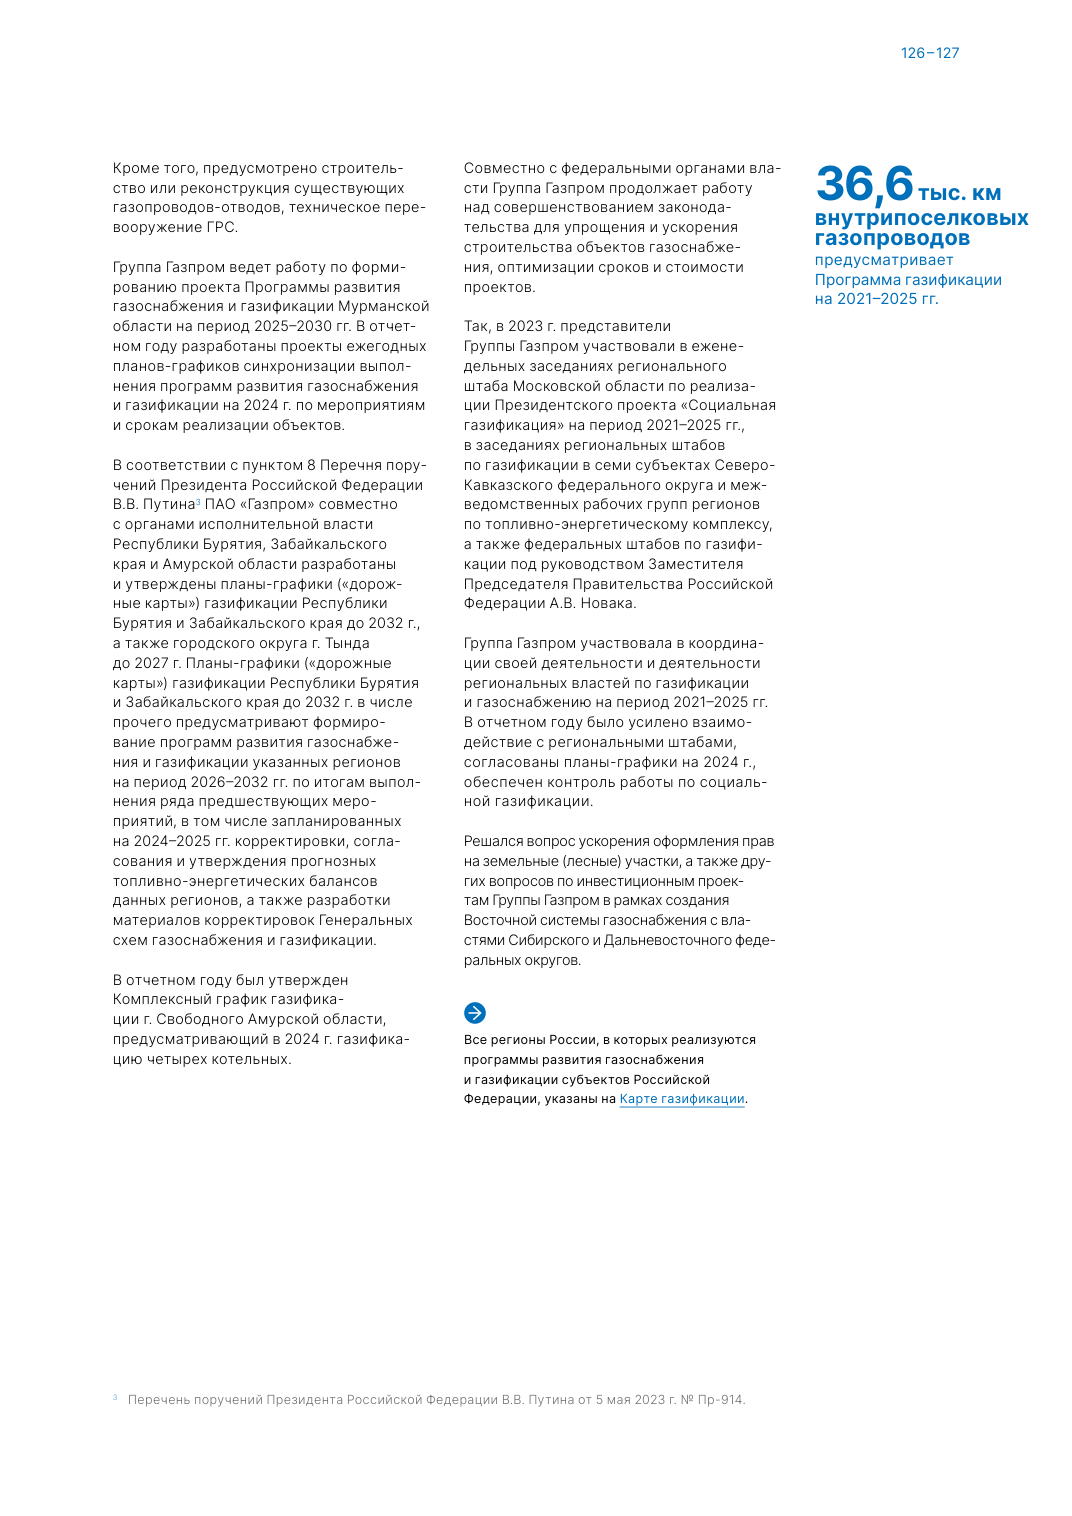 126–127
Кроме того, предусмотрено строитель-
ство или реконструкция существующих
газопроводов-отводов, техническое пере-
вооружение ГРС.
Группа Газпром ведет работу по форми-
рованию проекта Программы развития
газоснабжения и газификации Мурманской
области на период 2025–2030 гг. В отчет-
ном году разработаны проекты ежегодных
планов-графиков синхронизации выпол-
нения программ развития газоснабжения
и газификации на 2024 г. по мероприятиям
и срокам реализации объектов.
В соответствии с пунктом 8 Перечня пору-
чений Президента Российской Федерации
В.В. Путина³ ПАО «Газпром» совместно
с органами исполнительной власти
Республики Бурятия, Забайкальского
края и Амурской области разработаны
и утверждены планы-графики («дорож-
ные карты») газификации Республики
Бурятия и Забайкальского края до 2032 г.,
а также городского округа г. Тында
до 2027 г. Планы-графики («дорожные
карты») газификации Республики Бурятия
и Забайкальского края до 2032 г. в числе
прочего предусматривают формиро-
вание программ развития газоснабже-
ния и газификации указанных регионов
на период 2026–2032 гг. по итогам выпол-
нения ряда предшествующих меро-
приятий, в том числе запланированных
на 2024–2025 гг. корректировки, согла-
сования и утверждения прогнозных
топливно-энергетических балансов
данных регионов, а также разработки
материалов корректировок Генеральных
схем газоснабжения и газификации.
В отчетном году был утвержден
Комплексный график газифика-
ции г. Свободного Амурской области,
предусматривающий в 2024 г. газифика-
цию четырех котельных.
Совместно с федеральными органами вла-
сти Группа Газпром продолжает работу
над совершенствованием законода-
тельства для упрощения и ускорения
строительства объектов газоснабже-
ния, оптимизации сроков и стоимости
проектов.
Так, в 2023 г. представители
Группы Газпром участвовали в ежене-
дельных заседаниях регионального
штаба Московской области по реализа-
ции Президентского проекта «Социальная
газификация» на период 2021–2025 гг.,
в заседаниях региональных штабов
по газификации в семи субъектах Северо-
Кавказского федерального округа и меж-
ведомственных рабочих групп регионов
по топливно-энергетическому комплексу,
а также федеральных штабов по газифи-
кации под руководством Заместителя
Председателя Правительства Российской
Федерации А.В. Новака.
Группа Газпром участвовала в координа-
ции своей деятельности и деятельности
региональных властей по газификации
и газоснабжению на период 2021–2025 гг.
В отчетном году было усилено взаимо-
действие с региональными штабами,
согласованы планы-графики на 2024 г.,
обеспечен контроль работы по социаль-
ной газификации.
Решался вопрос ускорения оформления прав
на земельные (лесные) участки, а также дру-
гих вопросов по инвестиционным проек-
там Группы Газпром в рамках создания
Восточной системы газоснабжения с вла-
стями Сибирского и Дальневосточного феде-
ральных округов.
Все регионы России, в которых реализуются
программы развития газоснабжения
и газификации субъектов Российской
Федерации, указаны на Карте газификации.
36,6 тыс. км
внутрипоселковых
газопроводов
предусматривает
Программа газификации
на 2021–2025 гг.
³ Перечень поручений Президента Российской Федерации В.В. Путина от 5 мая 2023 г. № Пр-914.